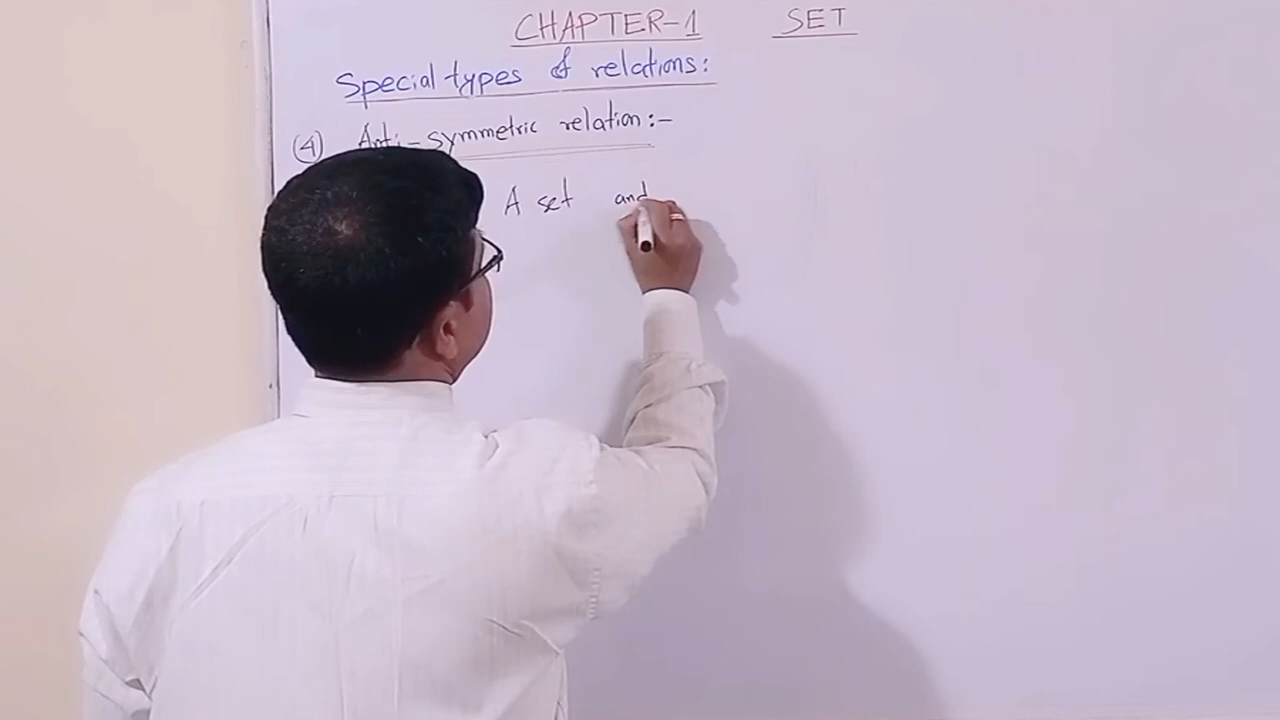 CHAPTER-1 SET
Special types of relations:
(4) Anti-symmetric relation:-
A set and